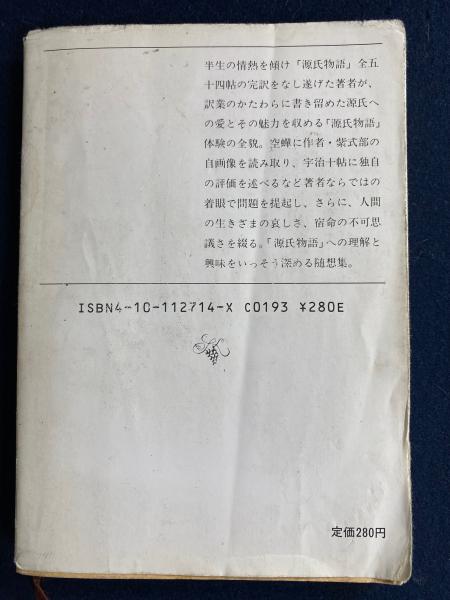 半生の情熱を傾け「源氏物語」全五
十四帖の完訳をなし遂げた著者が、
訳業のかたわらに書き留めた源氏へ
の愛とその魅力を収める「源氏物語」
体験の全貌。空蟬に作者・紫式部の
自画像を読み取り、宇治十帖に独自
の評価を述べるなど著者ならではの
着眼で問題を提起し、さらに、人間
の生きざまの哀しさ、宿命の不可思
議さを綴る。「源氏物語」への理解と
興味をいっそう深める随想集。
ISBN4-10-112714-X C0193 ¥280E
定価280円